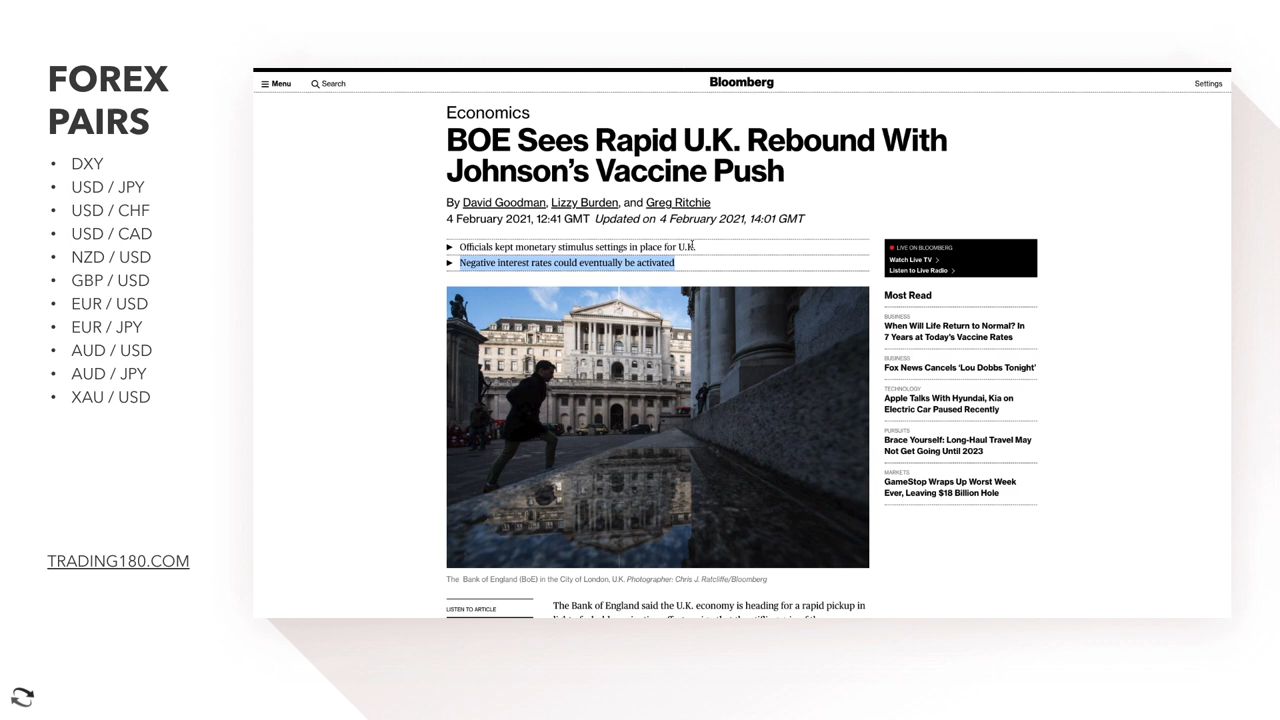 FOREX
PAIRS
• DXY
• USD / JPY
• USD / CHF
• USD / CAD
• NZD / USD
• GBP / USD
• EUR / USD
• EUR / JPY
• AUD / USD
• AUD / JPY
• XAU / USD
TRADING180.COM
Menu
Search
Bloomberg
Settings
Economics
BOE Sees Rapid U.K. Rebound With
Johnson's Vaccine Push
By David Goodman, Lizzy Burden, and Greg Ritchie
4 February 2021, 12:41 GMT Updated on 4 February 2021, 14:01 GMT
Officials kept monetary stimulus settings in place for U.K.
Negative interest rates could eventually be activated
LIVE ON BLOOMBERG
Watch Live TV
Listen to Live Radio
Most Read
BUSINESS
When Will Life Return to Normal? In
7 Years at Today's Vaccine Rates
BUSINESS
Fox News Cancels 'Lou Dobbs Tonight'
TECHNOLOGY
Apple Talks With Hyundai, Kia on
Electric Car Paused Recently
PURSUITS
Brace Yourself: Long-Haul Travel May
Not Get Going Until 2023
MARKETS
GameStop Wraps Up Worst Week
Ever, Leaving $18 Billion Hole
The Bank of England (BoE) in the City of London, U.K. Photographer: Chris J. Ratcliffe/Bloomberg
LISTEN TO ARTICLE
The Bank of England said the U.K. economy is heading for a rapid pickup in